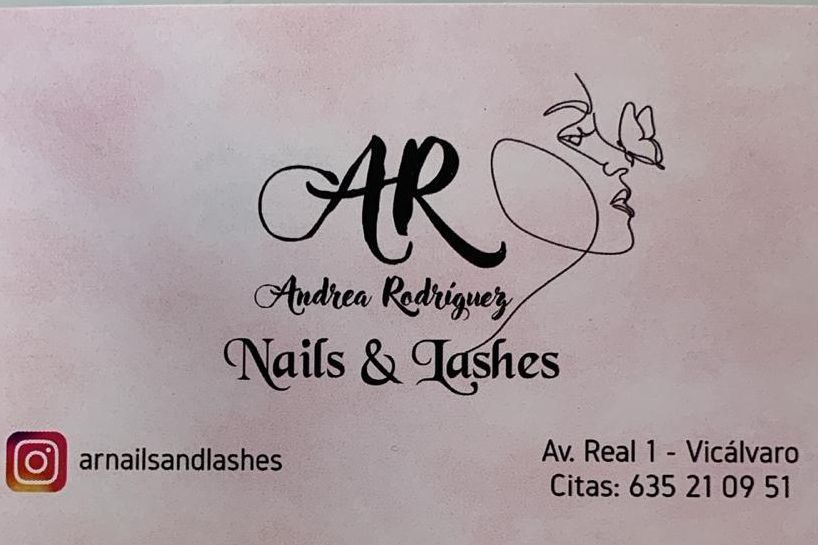 AR
Andrea Rodríguez
Nails & Lashes
arnailsandlashes
Av. Real 1 - Vicálvaro
Citas: 635 21 09 51